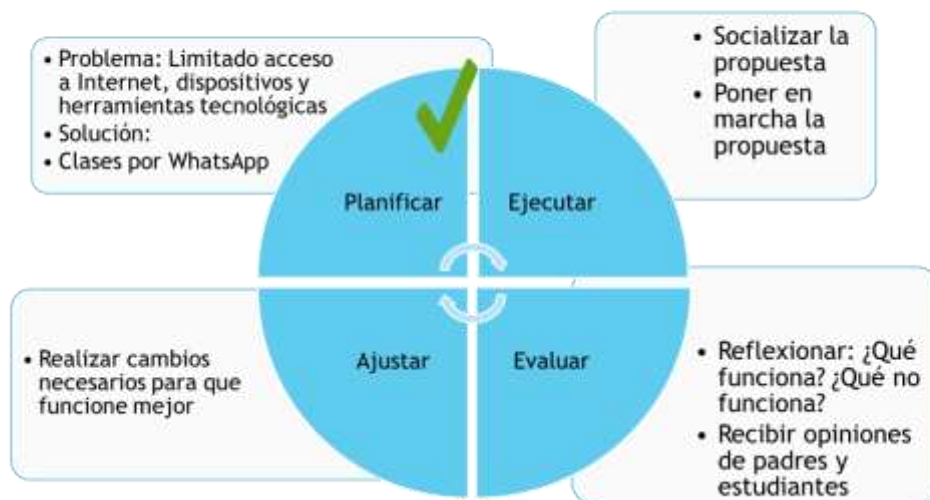 • Problema: Limitado acceso
a Internet, dispositivos y
herramientas tecnológicas
• Solución:
• Clases por WhatsApp
• Socializar la
propuesta
• Poner en
marcha la
propuesta
Planificar
Ejecutar
Ajustar
Evaluar
• Realizar cambios
necesarios para que
funcione mejor
• Reflexionar: ¿Qué
funciona? ¿Qué no
funciona?
• Recibir opiniones
de padres y
estudiantes